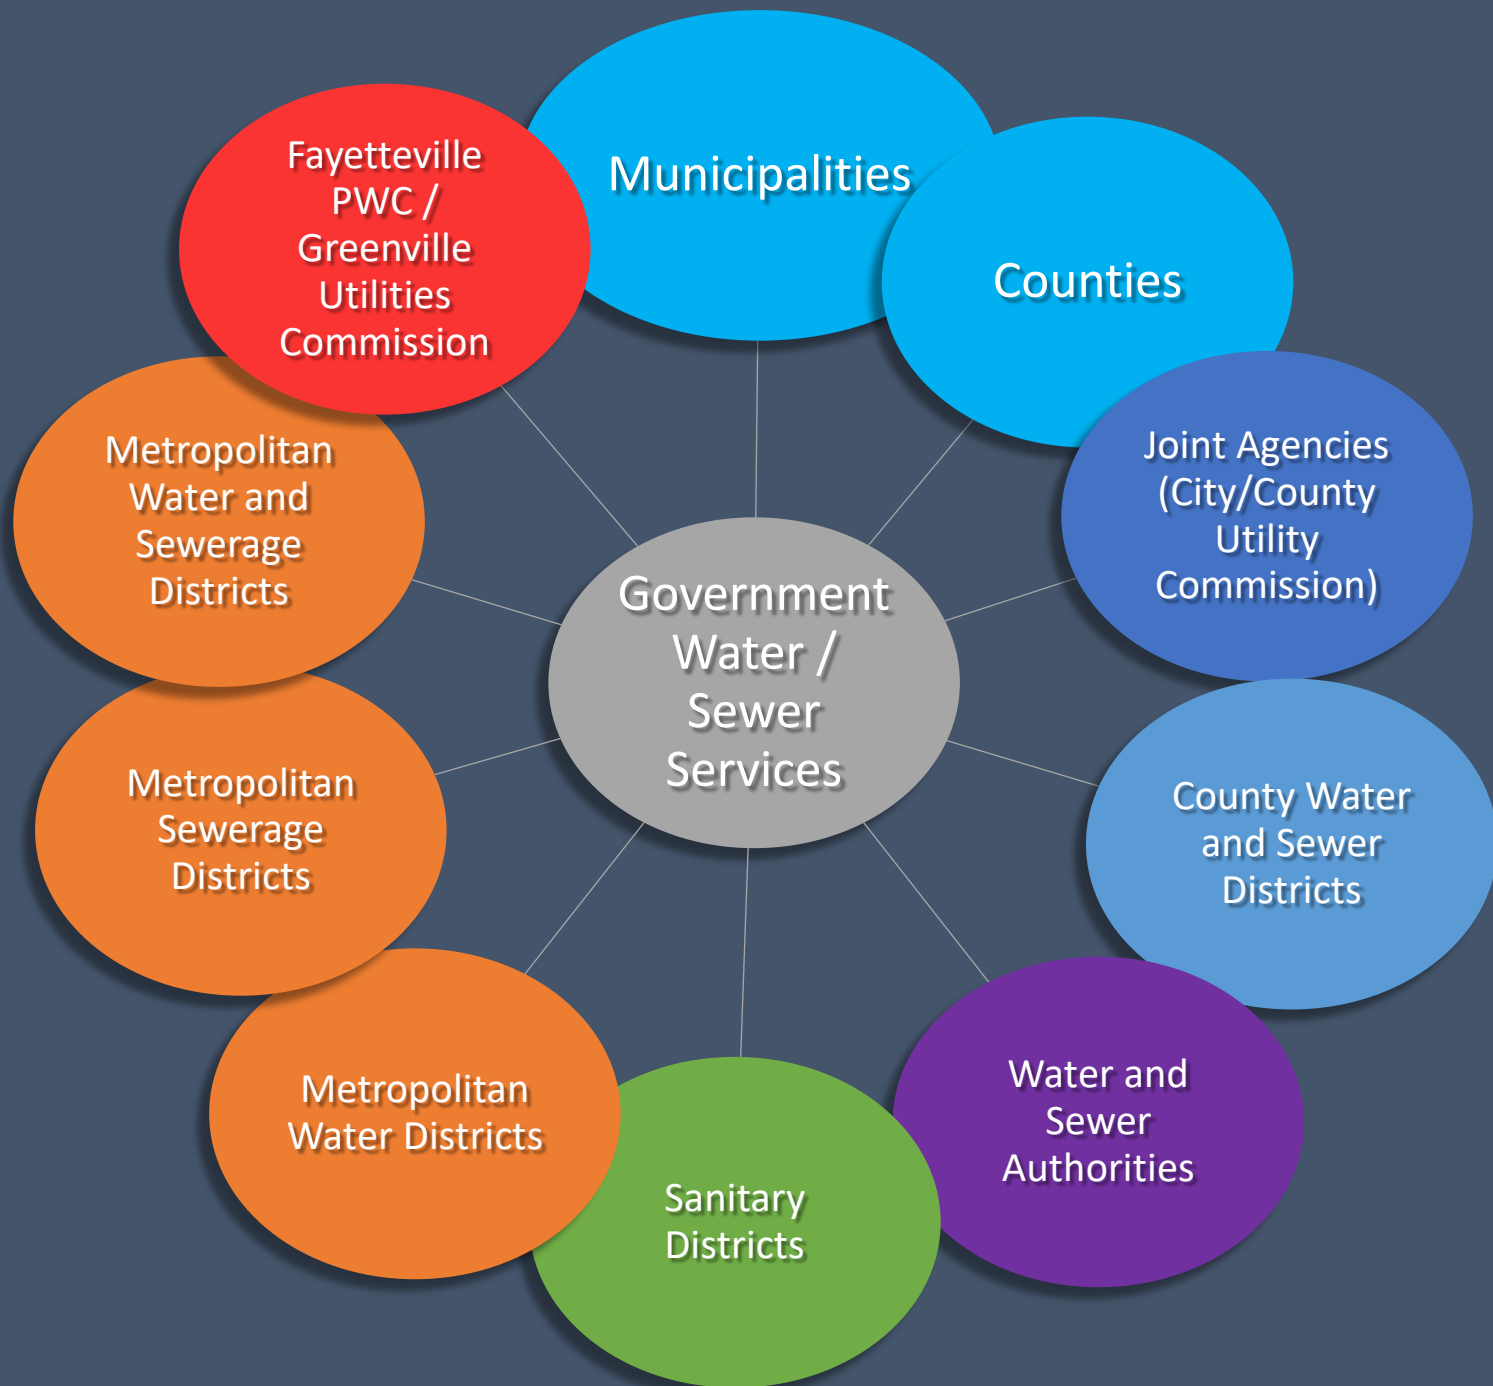 Municipalities
Counties
Joint Agencies
(City/County
Utility
Commission)
County Water
and Sewer
Districts
Water and
Sewer
Authorities
Sanitary
Districts
Metropolitan
Water Districts
Metropolitan
Sewerage
Districts
Metropolitan
Water and
Sewerage
Districts
Fayetteville
PWC /
Greenville
Utilities
Commission
Government
Water /
Sewer
Services